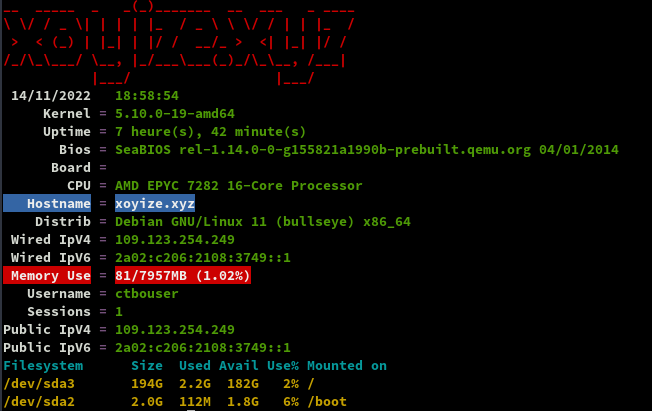 xoyize.xyz
14/11/2022 18:58:54
Kernel = 5.10.0-19-amd64
Uptime = 7 heure(s), 42 minute(s)
Bios = SeaBIOS rel-1.14.0-0-g155821a1990b-prebuilt.qemu.org 04/01/2014
Board =
CPU = AMD EPYC 7282 16-Core Processor
Hostname = xoyize.xyz
Distrib = Debian GNU/Linux 11 (bullseye) x86_64
Wired IpV4 = 109.123.254.249
Wired IpV6 = 2a02:c206:2108:3749::1
Memory Use = 81/7957MB (1.02%)
Username = ctbouser
Sessions = 1
Public IpV4 = 109.123.254.249
Public IpV6 = 2a02:c206:2108:3749::1
Filesystem Size Used Avail Use% Mounted on
/dev/sda3 194G 2.2G 182G 2% /
/dev/sda2 2.0G 112M 1.8G 6% /boot